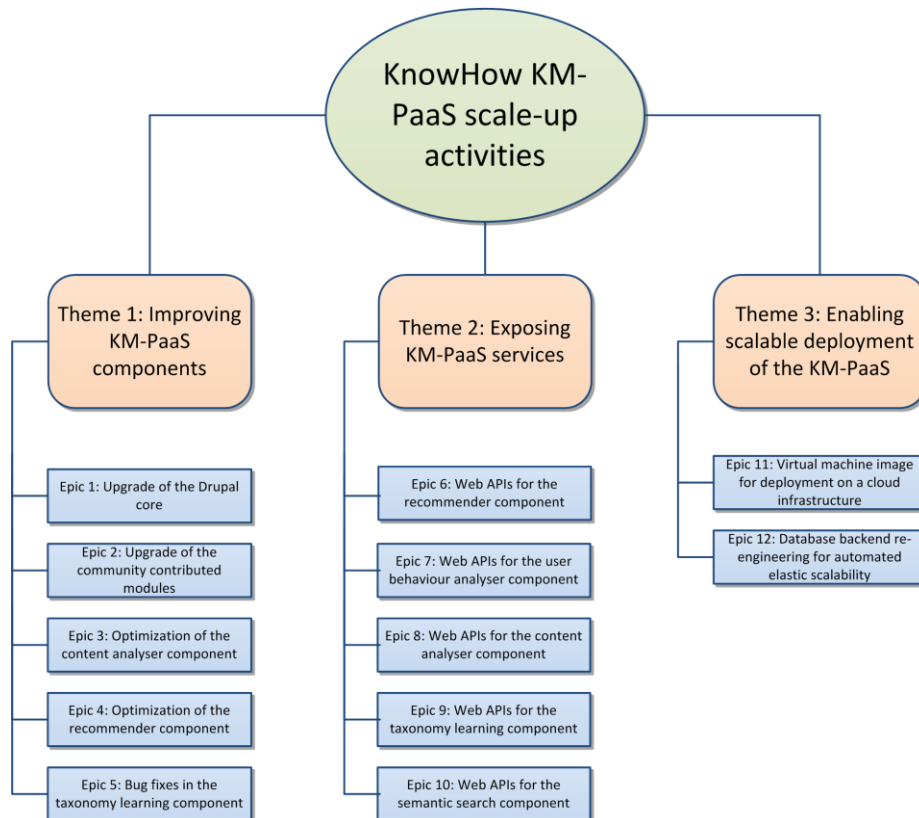 KnowHow KM-
PaaS scale-up
activities
Theme 1: Improving
KM-PaaS
components
Theme 2: Exposing
KM-PaaS services
Theme 3: Enabling
scalable deployment
of the KM-PaaS
Epic 1: Upgrade of the Drupal
core
Epic 2: Upgrade of the
community contributed
modules
Epic 3: Optimization of the
content analyser component
Epic 4: Optimization of the
recommender component
Epic 5: Bug fixes in the
taxonomy learning component
Epic 6: Web APIs for the
recommender component
Epic 7: Web APIs for the user
behaviour analyser component
Epic 8: Web APIs for the content
analyser component
Epic 9: Web APIs for the
taxonomy learning component
Epic 10: Web APIs for the
semantic search component
Epic 11: Virtual machine image
for deployment on a cloud
infrastructure
Epic 12: Database backend re-
engineering for automated
elastic scalability